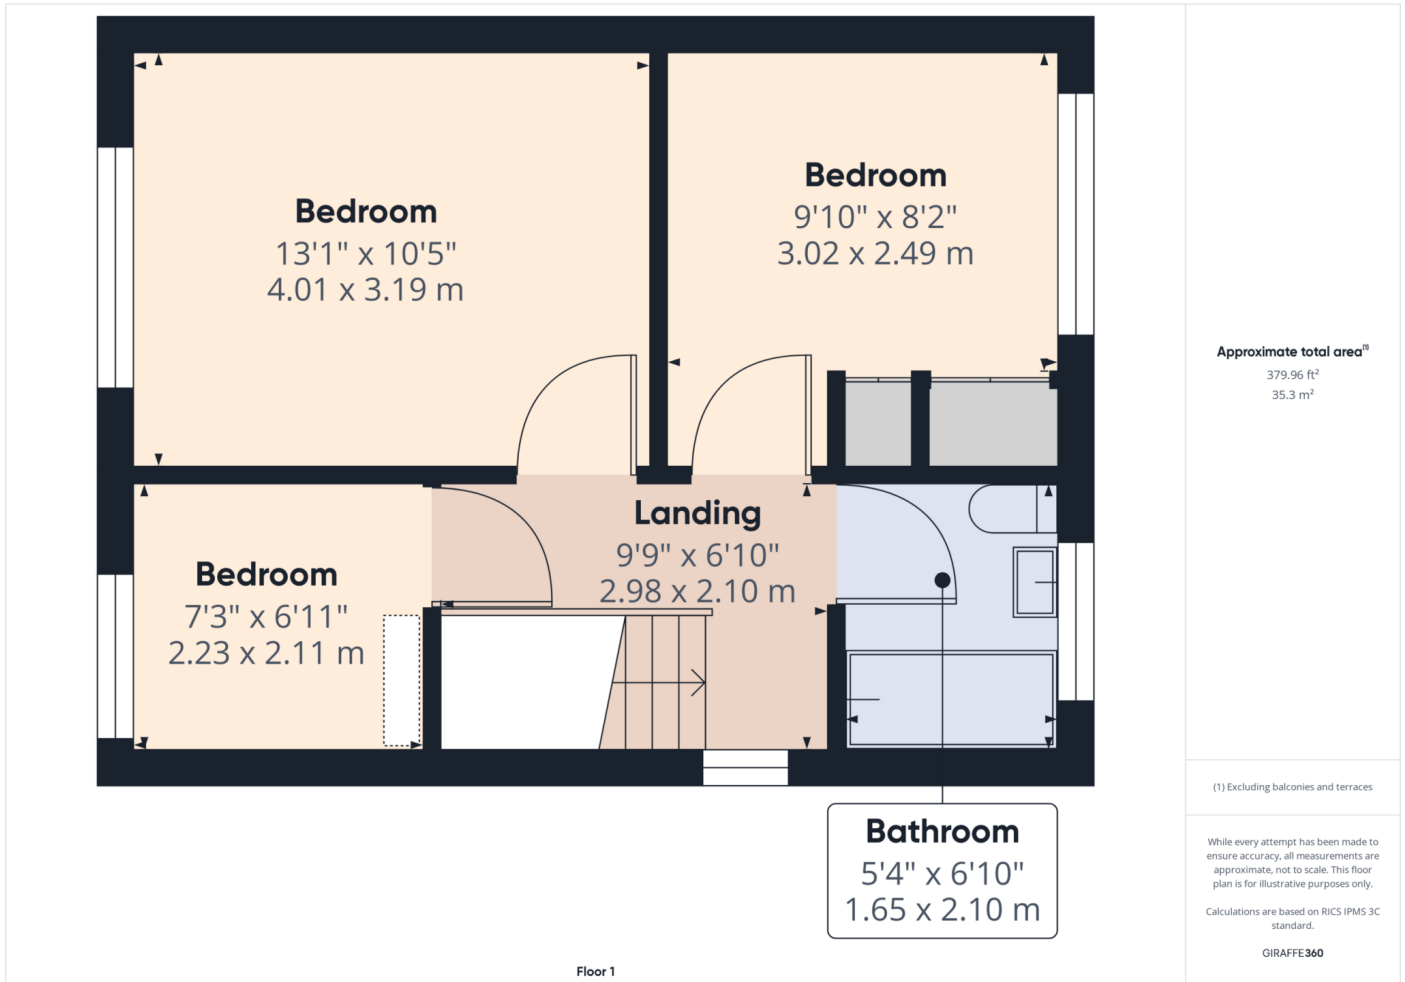 Bedroom
13'1" x 10'5"
4.01 x 3.19 m
Bedroom
9'10" x 8'2"
3.02 x 2.49 m
Bedroom
7'3" x 6'11"
2.23 x 2.11 m
Landing
9'9" x 6'10"
2.98 x 2.10 m
Bathroom
5'4" x 6'10"
1.65 x 2.10 m
Floor 1
Approximate total area(1)
379.96 ft²
35.3 m²
(1) Excluding balconies and terraces
While every attempt has been made to
ensure accuracy, all measurements are
approximate, not to scale. This floor
plan is for illustrative purposes only.
Calculations are based on RICS IPMS 3C
standard.
GIRAFFE360